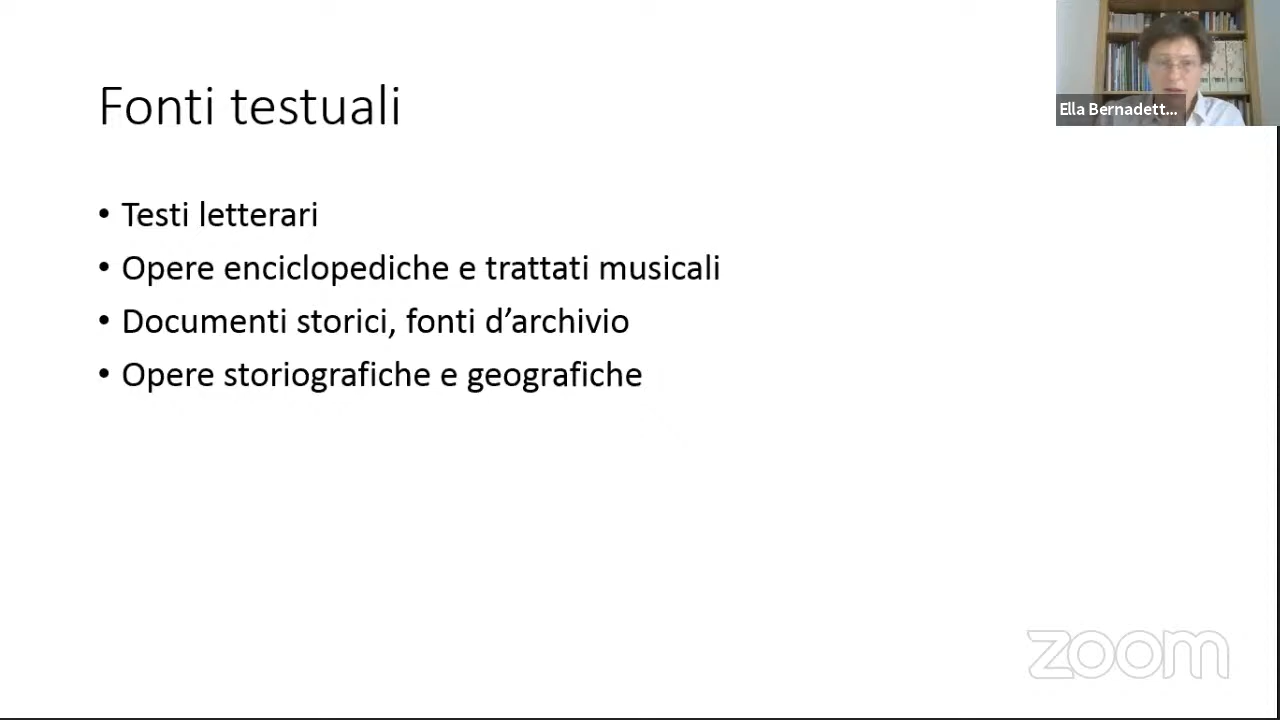 Fonti testuali
Ella Bernadett...
• Testi letterari
• Opere enciclopediche e trattati musicali
• Documenti storici, fonti d’archivio
• Opere storiografiche e geografiche
zoom